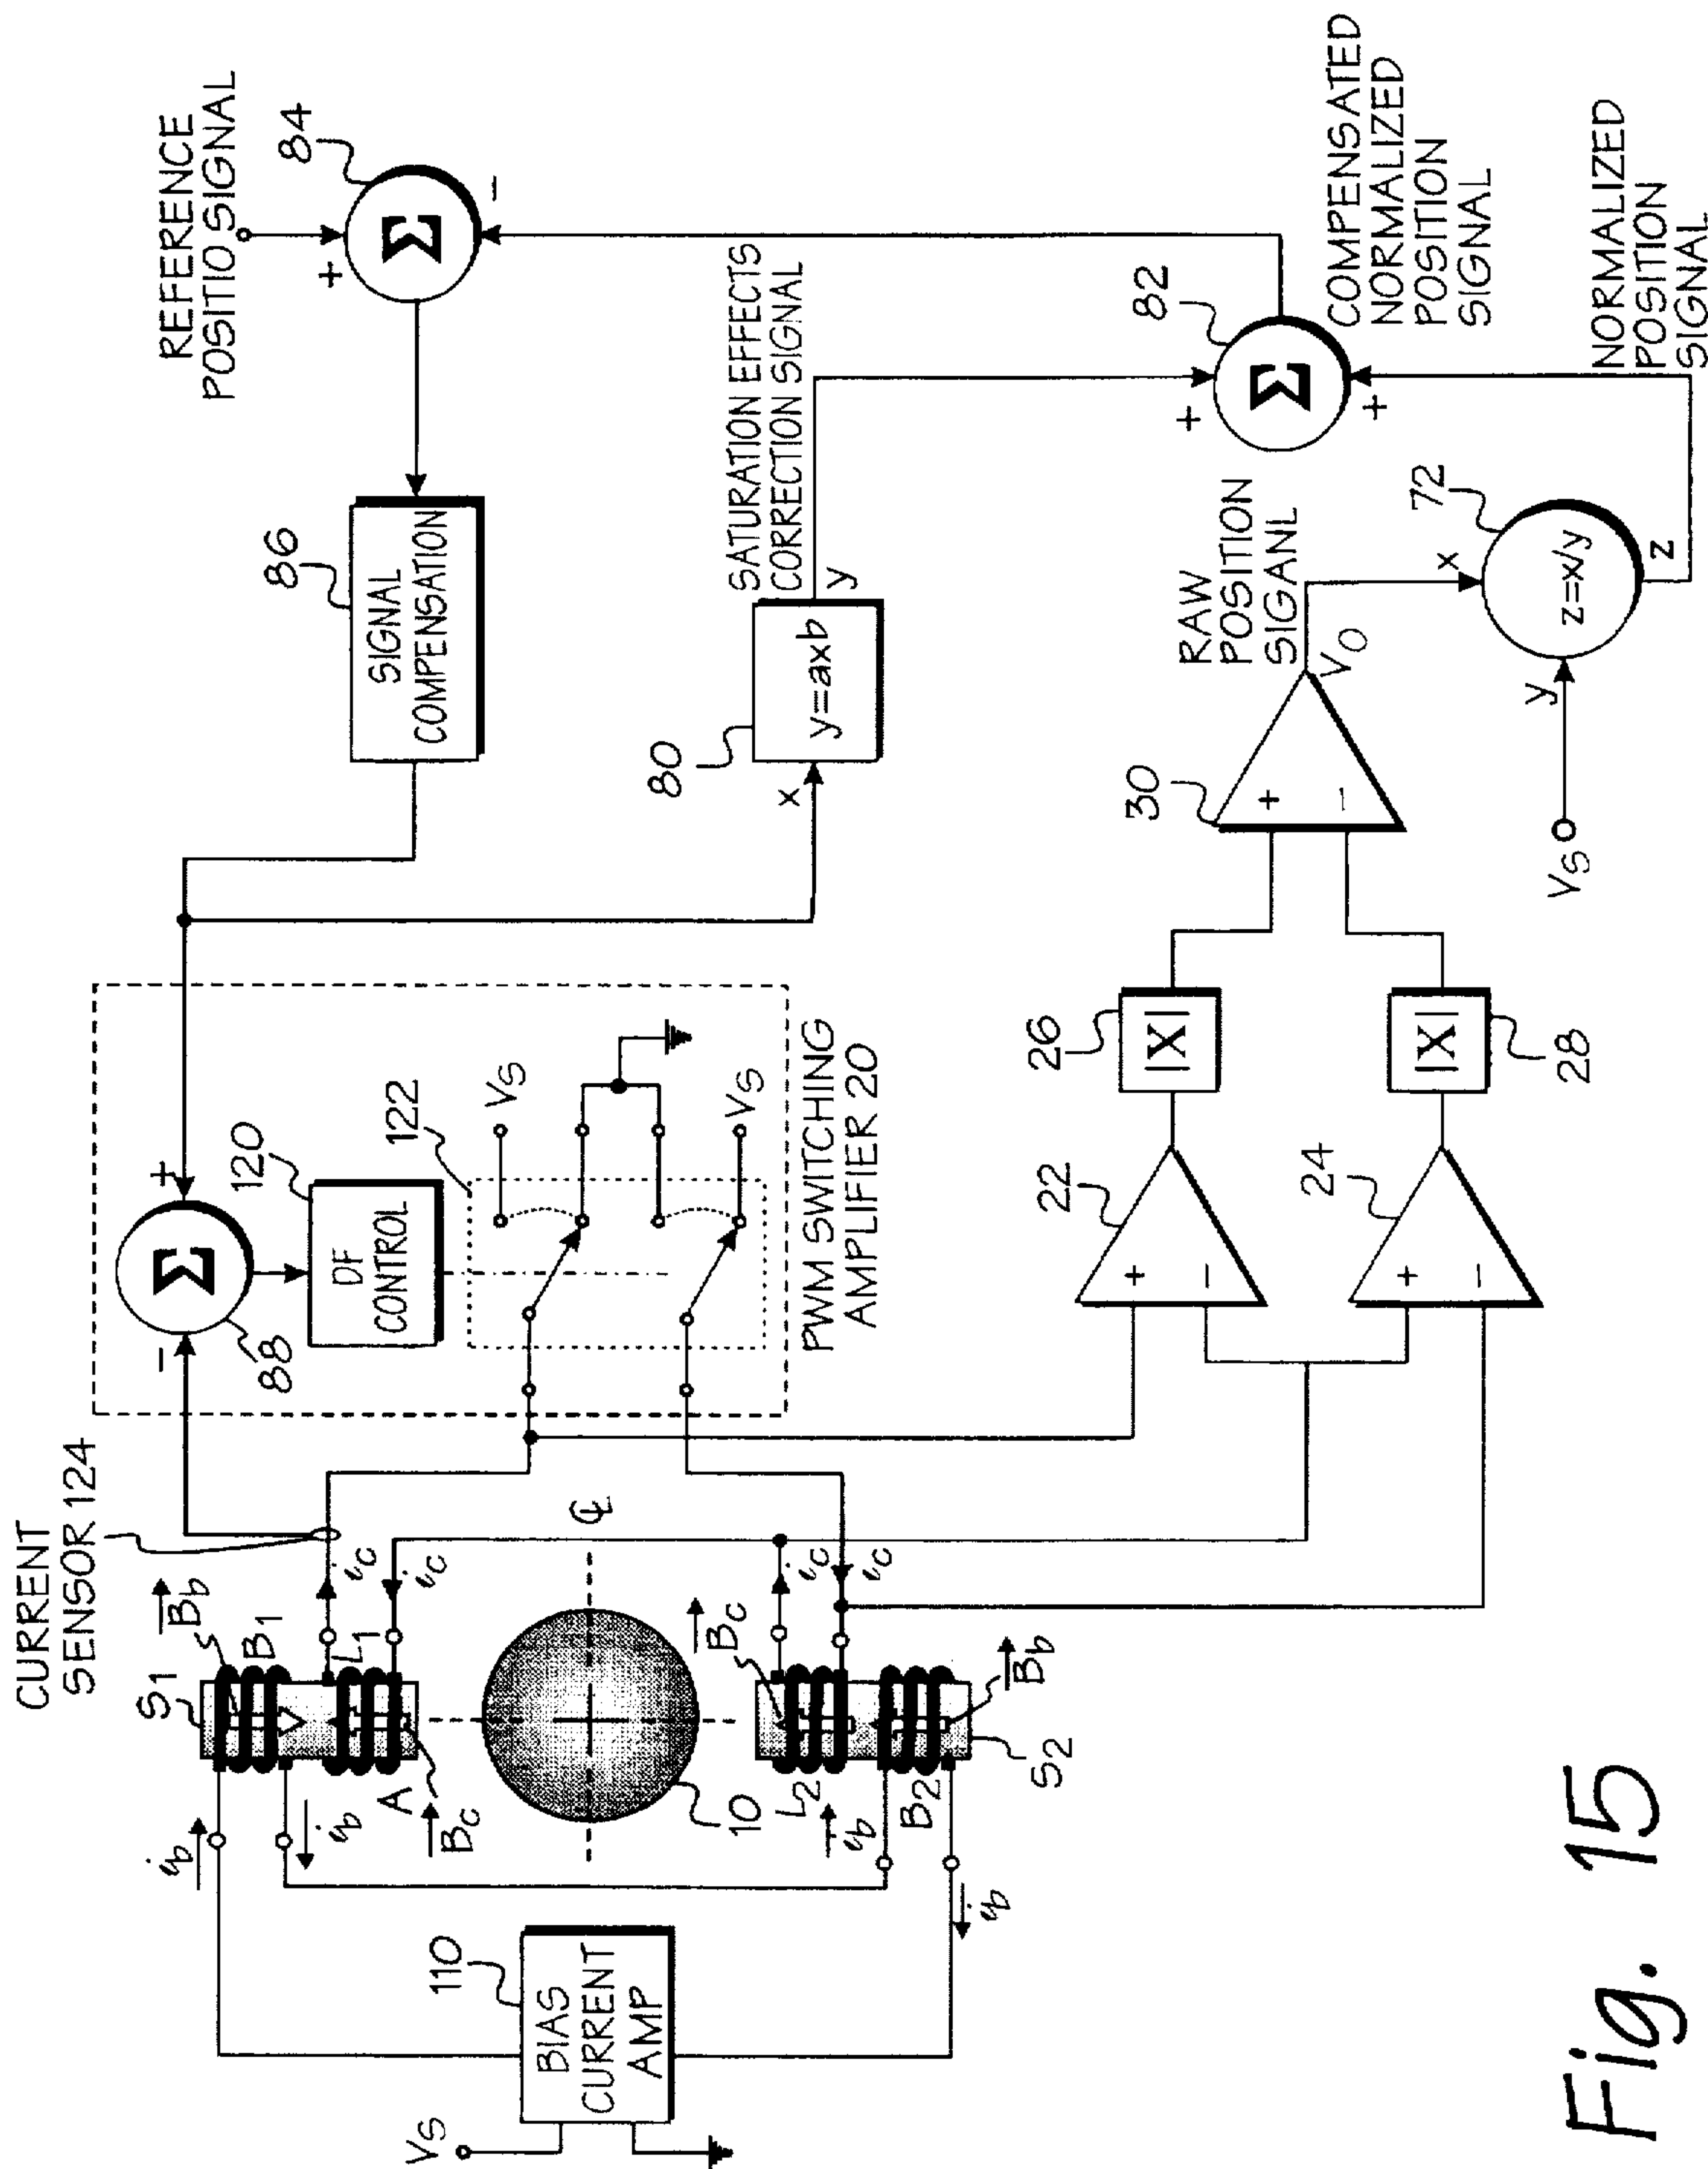 CURRENT
SENSOR 124
REFERENCE
POSITIO SIGNAL
84
+
-
Σ
86
SIGNAL
COMPENSATION
-
+
Σ
88
120
DF
CONTROL
122
VS
VS
PWM SWITCHING
AMPLIFIER 20
SATURATION EFFECTS
CORRECTION SIGNAL
80
x
y=axb
y
S1
Bb
B1
L1
ic
ic
ib
ib
A
Bc
10
℄
Bc
ic
ic
L2
ib
B2
Bb
S2
ib
VS
110
BIAS
CURRENT
AMP
22
+
-
24
+
-
26
|X|
28
|X|
30
+
-
RAW
POSITION
SIGANL
VO
x
72
z=x/y
y
VS
z
82
+
+
Σ
COMPENSATED
NORMALIZED
POSITION
SIGNAL
NORMALIZED
POSITION
SIGNAL
Fig. 15